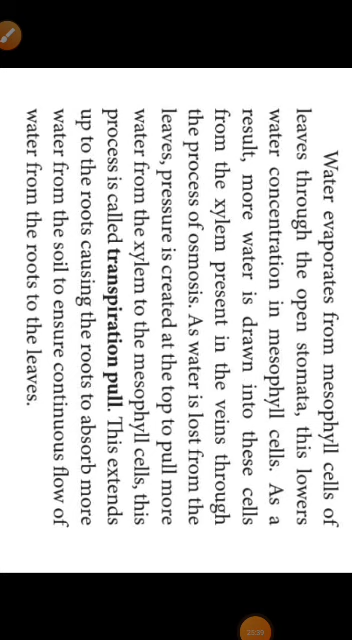 Water evaporates from mesophyll cells of
leaves through the open stomata, this lowers
water concentration in mesophyll cells. As a
result, more water is drawn into these cells
from the xylem present in the veins through
the process of osmosis. As water is lost from the
leaves, pressure is created at the top to pull more
water from the xylem to the mesophyll cells, this
process is called transpiration pull. This extends
up to the roots causing the roots to absorb more
water from the soil to ensure continuous flow of
water from the roots to the leaves.